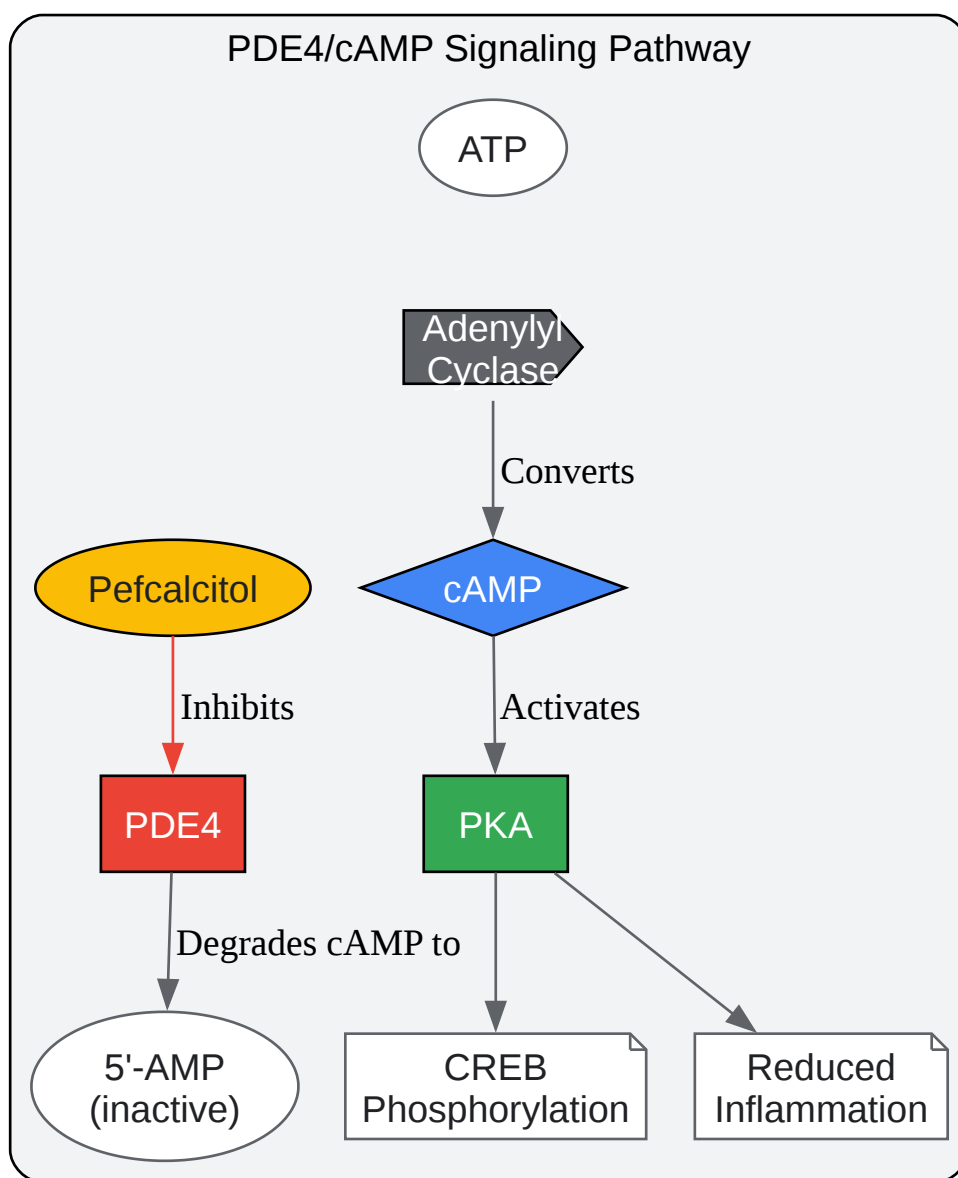 PDE4/cAMP Signaling Pathway
ATP
Adenylyl
Cyclase
Converts
Pefcalcitol
cAMP
Inhibits
Activates
PDE4
PKA
Degrades cAMP to
5'-AMP
(inactive)
CREB
Phosphorylation
Reduced
Inflammation